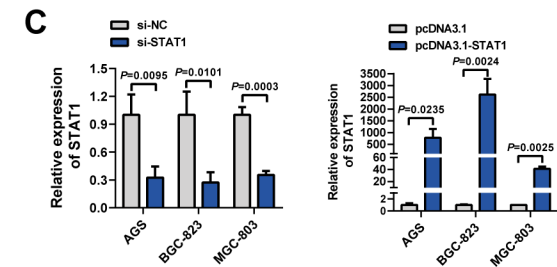 C
si-NC
si-STAT1
Relative expression
of STAT1
1.5
1.2
0.9
0.6
0.3
0.0
P=0.0095
P=0.0101
P=0.0003
AGS
BGC-823
MGC-803
pcDNA3.1
pcDNA3.1-STAT1
Relative expression
of STAT1
3500
3000
2500
2000
1500
1000
500
60
40
20
2
0
P=0.0235
P=0.0024
P=0.0025
AGS
BGC-823
MGC-803